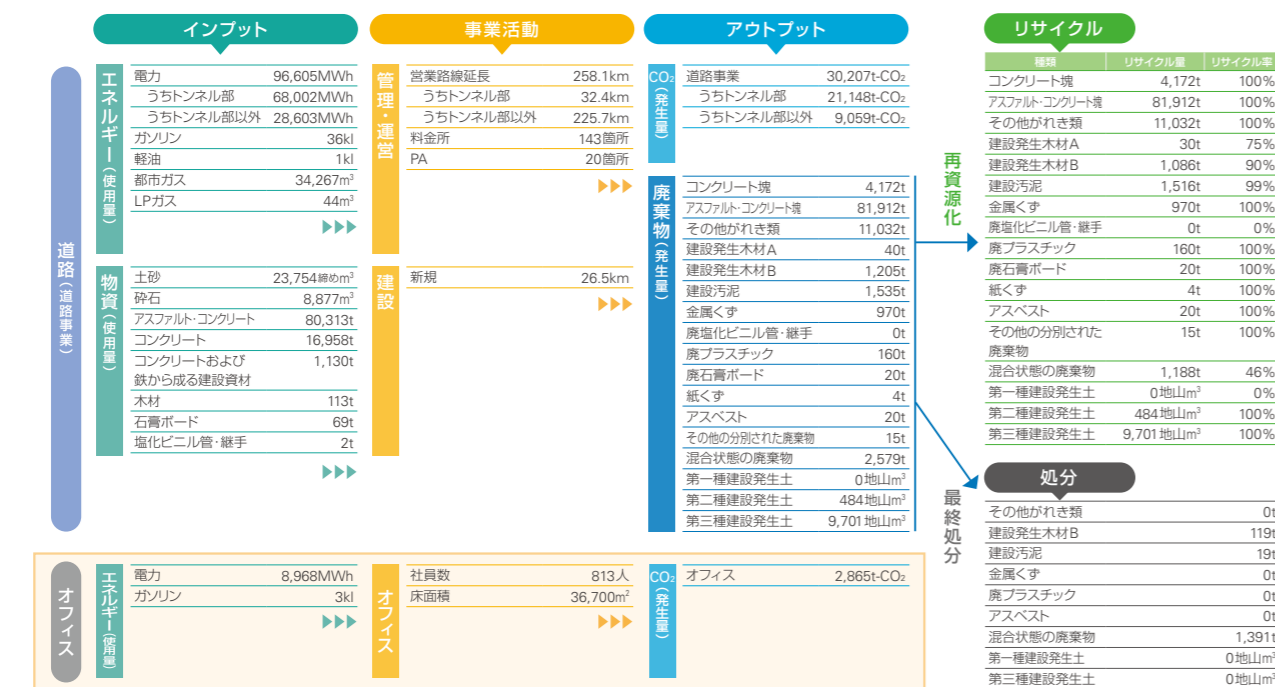 インプット
事業活動
アウトプット
リサイクル
道路（道路事業）
エネルギー（使用量）
電力 96,605MWh
うちトンネル部 68,002MWh
うちトンネル部以外 28,603MWh
ガソリン 36kl
軽油 1kl
都市ガス 34,267m³
LPガス 44m³
物資（使用量）
土砂 23,754締めm³
砕石 8,877m³
アスファルト・コンクリート 80,313t
コンクリート 16,958t
コンクリートおよび 1,130t
鉄から成る建設資材
木材 113t
石膏ボード 69t
塩化ビニル管・継手 2t
管理・運営
営業路線延長 258.1km
うちトンネル部 32.4km
うちトンネル部以外 225.7km
料金所 143箇所
PA 20箇所
建設
新規 26.5km
CO₂（発生量）
道路事業 30,207t-CO₂
うちトンネル部 21,148t-CO₂
うちトンネル部以外 9,059t-CO₂
廃棄物（発生量）
コンクリート塊 4,172t
アスファルト・コンクリート塊 81,912t
その他がれき類 11,032t
建設発生木材A 40t
建設発生木材B 1,205t
建設汚泥 1,535t
金属くず 970t
廃塩化ビニル管・継手 0t
廃プラスチック 160t
廃石膏ボード 20t
紙くず 4t
アスベスト 20t
その他の分別された廃棄物 15t
混合状態の廃棄物 2,579t
第一種建設発生土 0地山m³
第二種建設発生土 484地山m³
第三種建設発生土 9,701地山m³
再資源化
種類 リサイクル量 リサイクル率
コンクリート塊 4,172t 100%
アスファルト・コンクリート塊 81,912t 100%
その他がれき類 11,032t 100%
建設発生木材A 30t 75%
建設発生木材B 1,086t 90%
建設汚泥 1,516t 99%
金属くず 970t 100%
廃塩化ビニル管・継手 0t 0%
廃プラスチック 160t 100%
廃石膏ボード 20t 100%
紙くず 4t 100%
アスベスト 20t 100%
その他の分別された 15t 100%
廃棄物
混合状態の廃棄物 1,188t 46%
第一種建設発生土 0地山m³ 0%
第二種建設発生土 484地山m³ 100%
第三種建設発生土 9,701地山m³ 100%
最終処分
処分
その他がれき類 0t
建設発生木材B 119t
建設汚泥 19t
金属くず 0t
廃プラスチック 0t
アスベスト 0t
混合状態の廃棄物 1,391t
第一種建設発生土 0地山m³
第三種建設発生土 0地山m³
オフィス
エネルギー（使用量）
電力 8,968MWh
ガソリン 3kl
オフィス
社員数 813人
床面積 36,700m²
CO₂（発生量）
オフィス 2,865t-CO₂